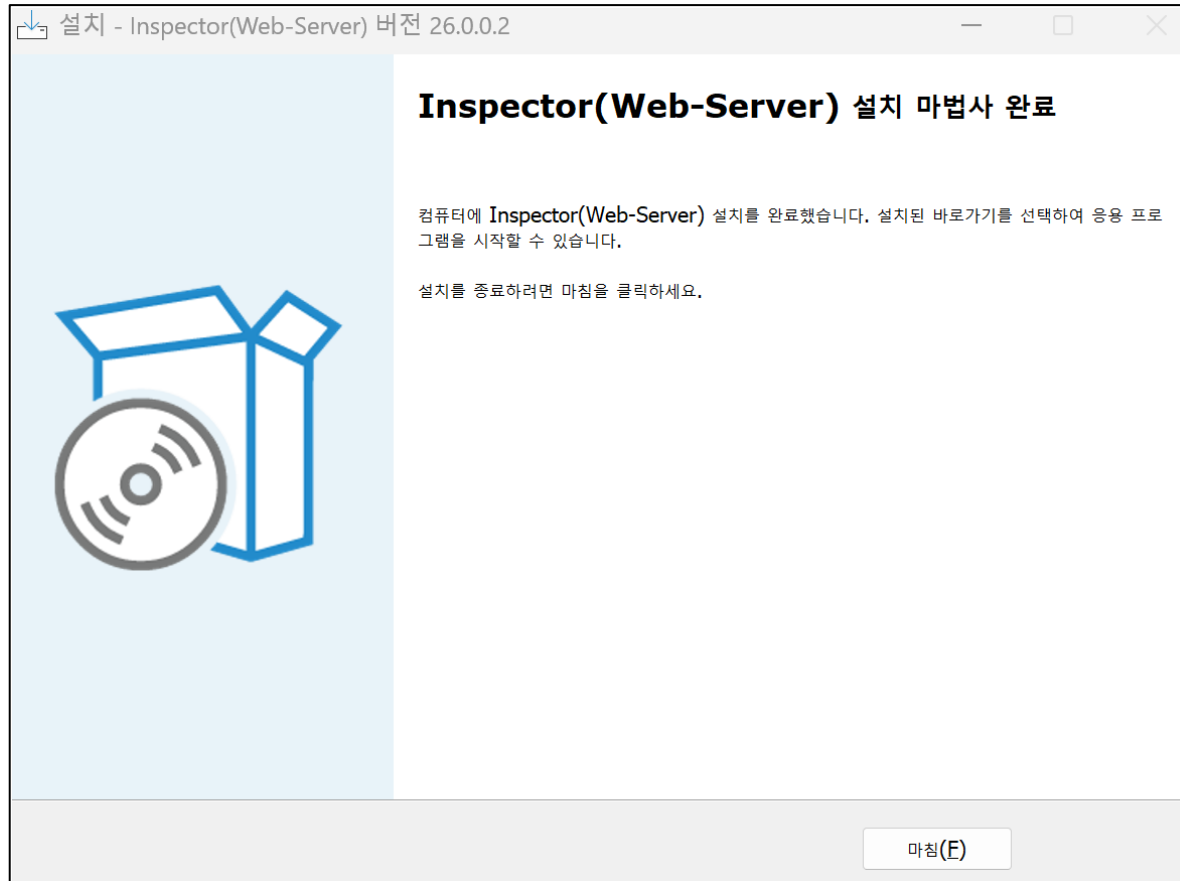 설치 - Inspector(Web-Server) 버전 26.0.0.2
Inspector(Web-Server) 설치 마법사 완료
컴퓨터에 Inspector(Web-Server) 설치를 완료했습니다. 설치된 바로가기를 선택하여 응용 프로
그램을 시작할 수 있습니다.
설치를 종료하려면 마침을 클릭하세요.
마침(F)